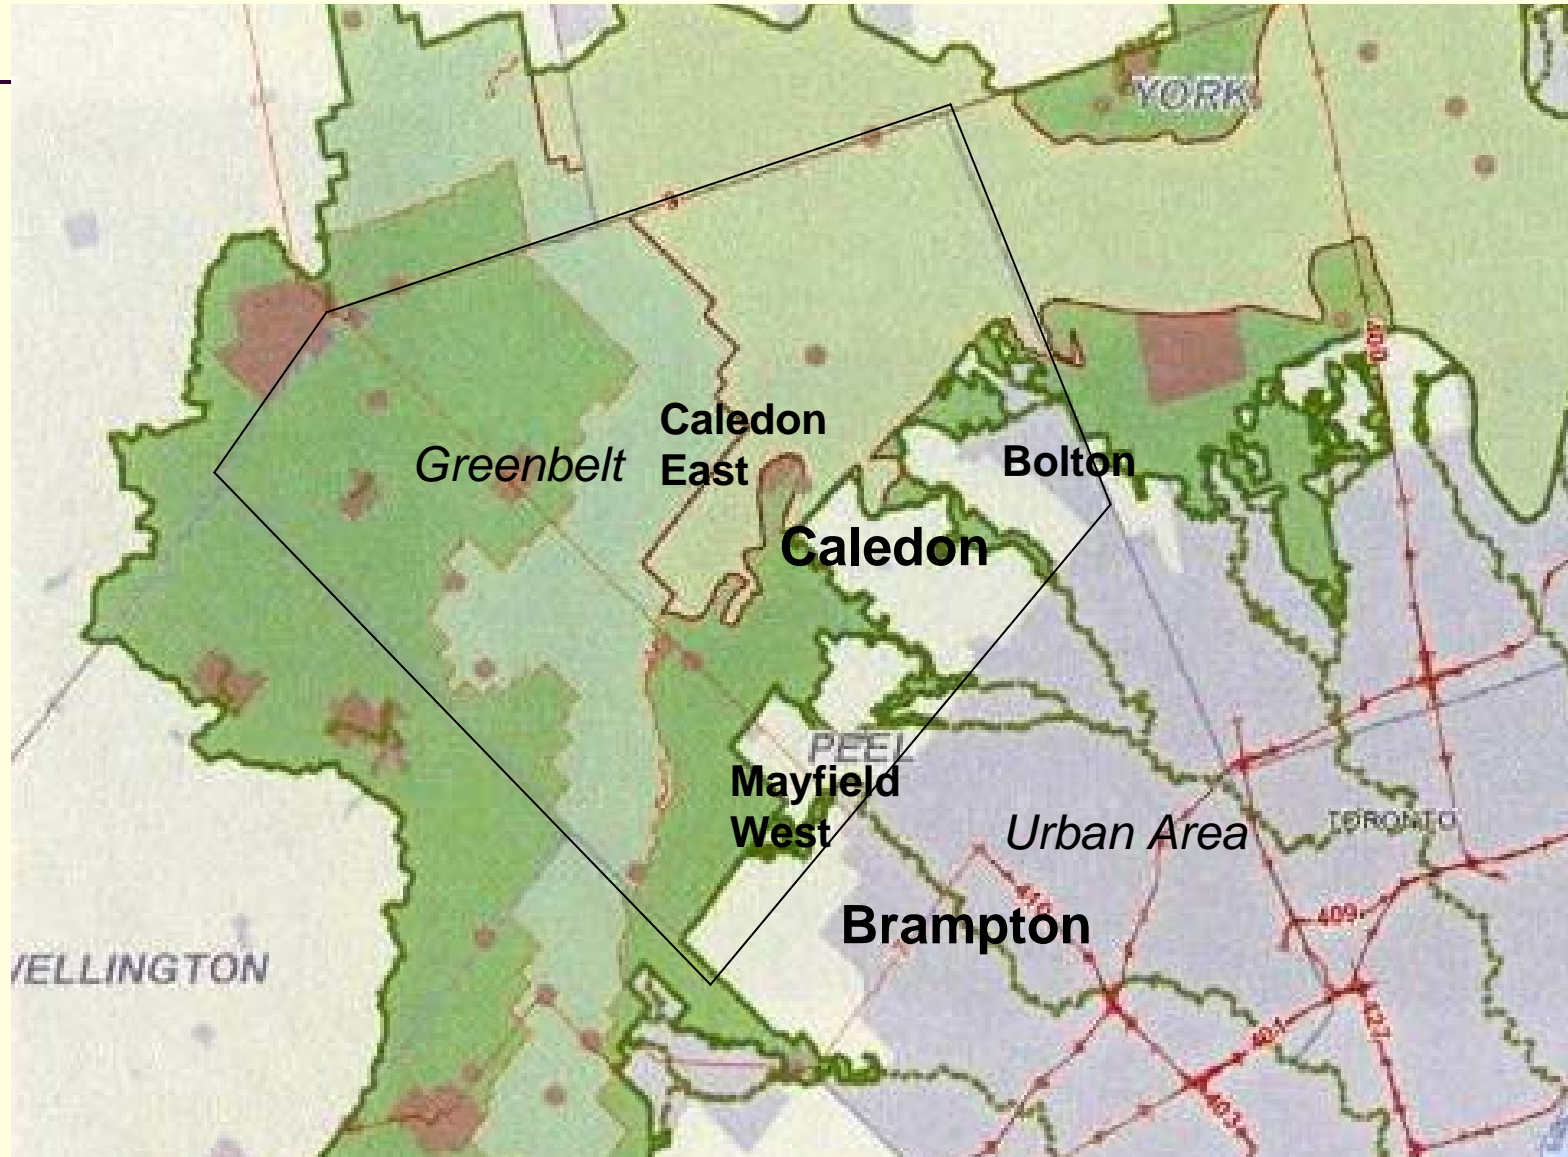 YORK
400
Caledon
East
Greenbelt
Bolton
Caledon
PEEL
Mayfield
West
Urban Area
TORONTO
410
409
Brampton
WELLINGTON
401
427
403